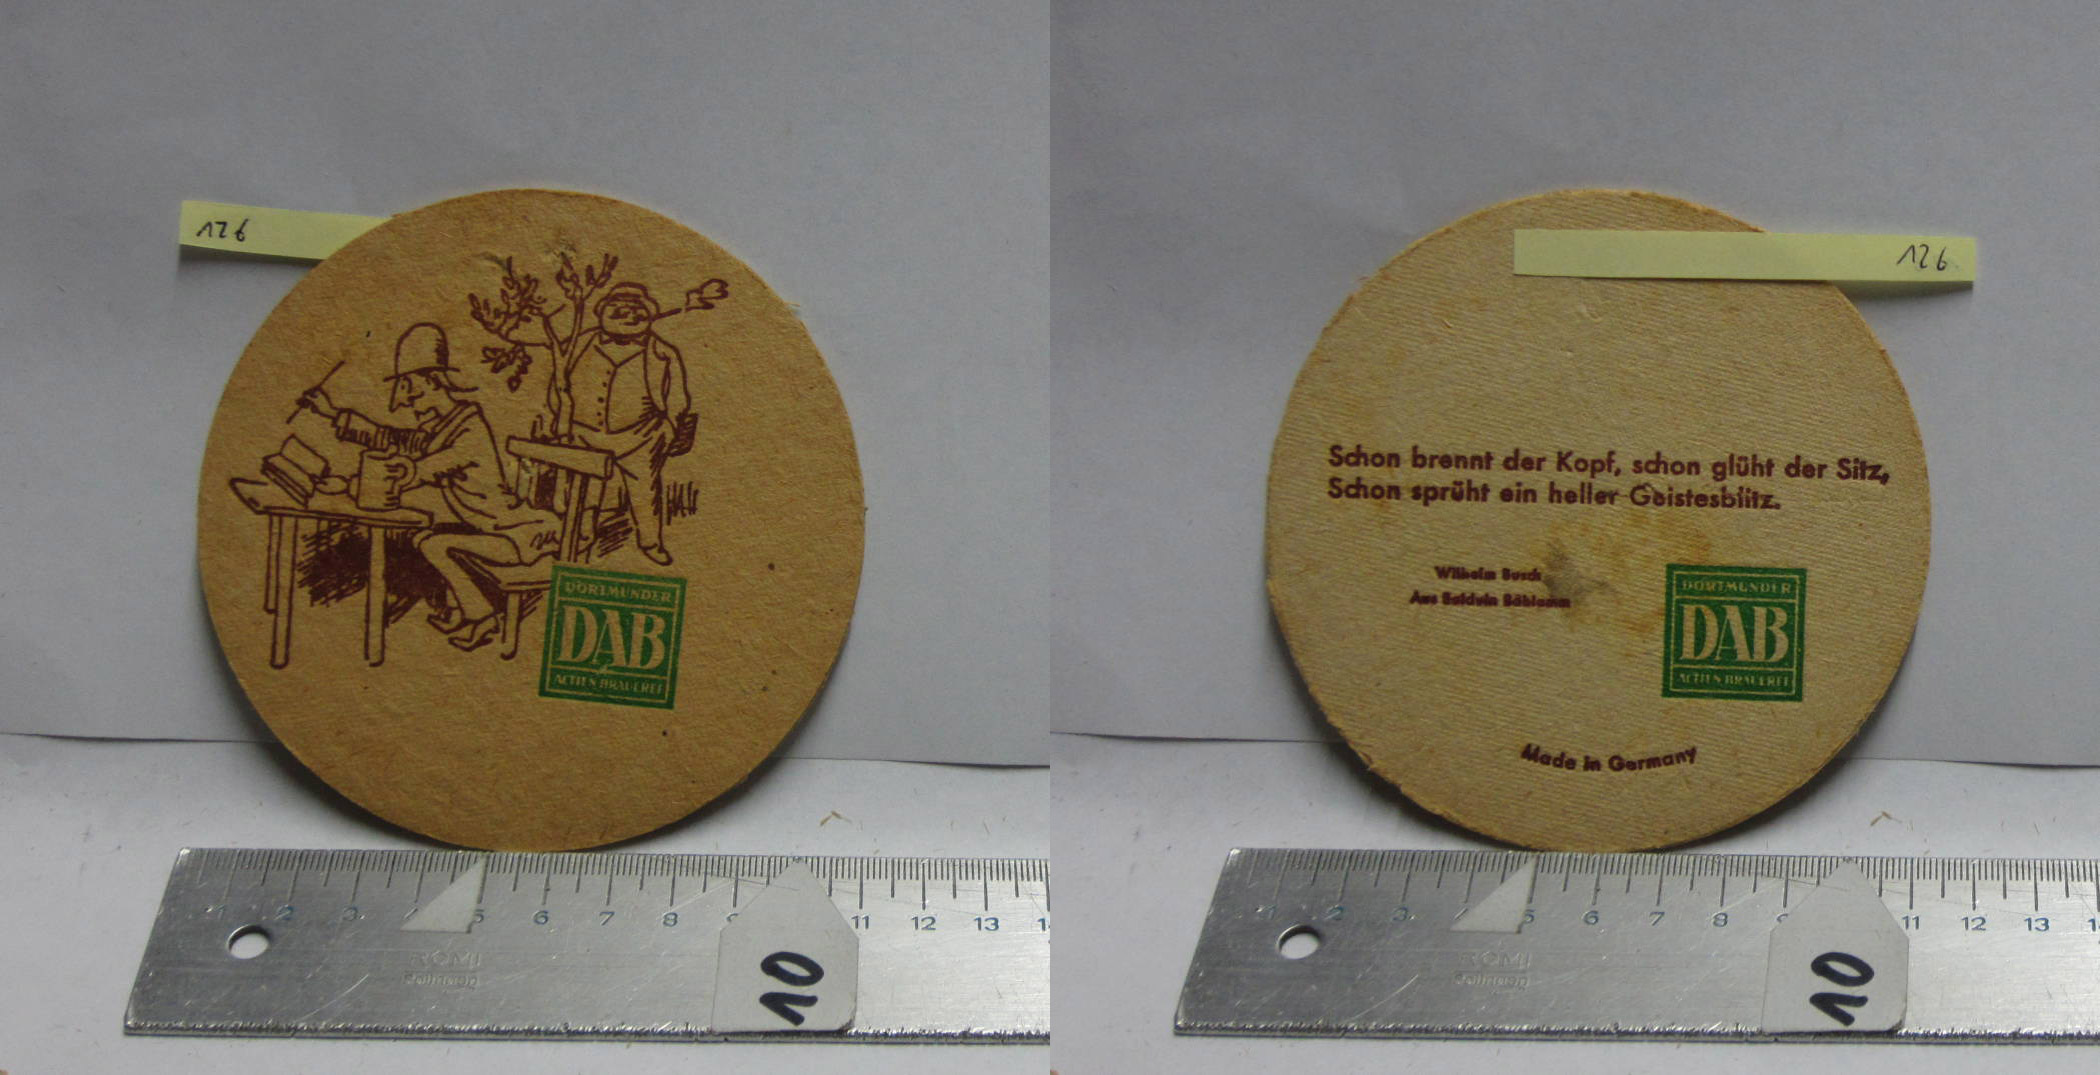 126
DORTMUNDER
DAB
ACTIEN BRAUEREI
1 2 3 4 5 6 7 8 9 11 12 13
10
126
Schon brennt der Kopf, schon glüht der Sitz,
Schon sprüht ein heller Geistesblitz.
Wilhelm Busch
Aus Balduin Bählamm
DORTMUNDER
DAB
ACTIEN BRAUEREI
Made in Germany
1 2 3 4 5 6 7 8 9 11 12 13
10